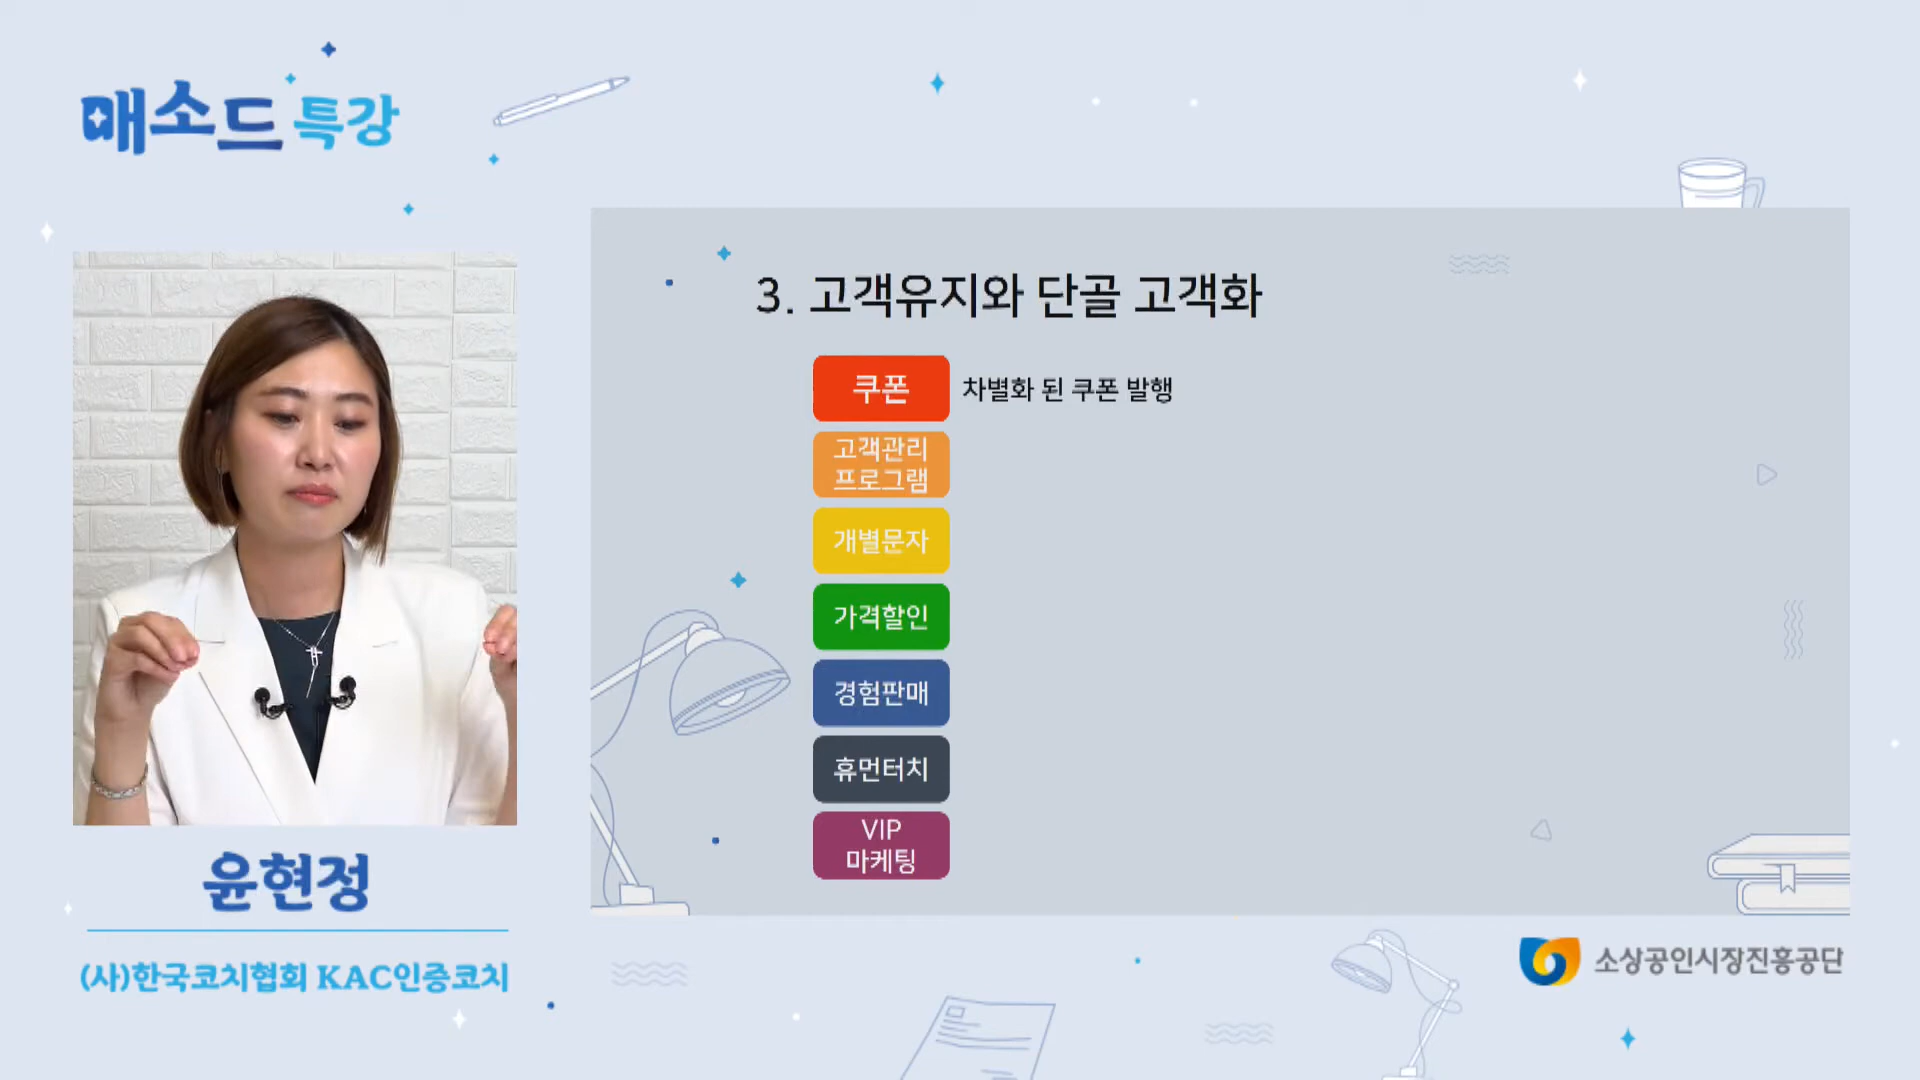 매소드 특강
3. 고객유지와 단골 고객화
쿠폰 차별화 된 쿠폰 발행
고객관리
프로그램
개별문자
가격할인
경험판매
휴먼터치
VIP
마케팅
윤현정
(사)한국코치협회 KAC인증코치
소상공인시장진흥공단